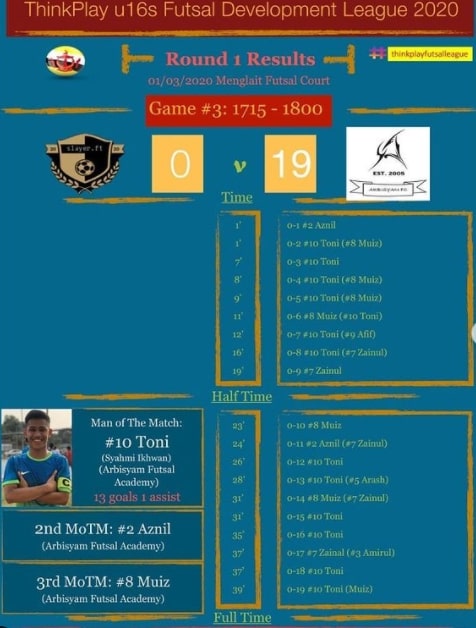 ThinkPlay u16s Futsal Development League 2020
Round 1 Results
#thinkplayfutsalleague
01/03/2020 Menglait Futsal Court
Game #3: 1715 - 1800
20 20
slayer.ft
0 v 19
EST. 2005
Time
1' 0-1 #2 Aznil
1' 0-2 #10 Toni (#8 Muiz)
7' 0-3 #10 Toni
8' 0-4 #10 Toni (#8 Muiz)
9' 0-5 #10 Toni (#8 Muiz)
11' 0-6 #8 Muiz (#10 Toni)
12' 0-7 #10 Toni (#9 Afif)
16' 0-8 #10 Toni (#7 Zainul)
19' 0-9 #7 Zainul
Half Time
23' 0-10 #8 Muiz
24' 0-11 #2 Aznil (#7 Zainul)
26' 0-12 #10 Toni
28' 0-13 #10 Toni (#5 Arash)
31' 0-14 #8 Muiz (#7 Zainul)
31' 0-15 #10 Toni
35' 0-16 #10 Toni
37' 0-17 #7 Zainal (#3 Amirul)
37' 0-18 #10 Toni
39' 0-19 #10 Toni (Muiz)
Full Time
Man of The Match:
#10 Toni
(Syahmi Ikhwan)
(Arbisyam Futsal
Academy)
13 goals 1 assist
2nd MoTM: #2 Aznil
(Arbisyam Futsal Academy)
3rd MoTM: #8 Muiz
(Arbisyam Futsal Academy)